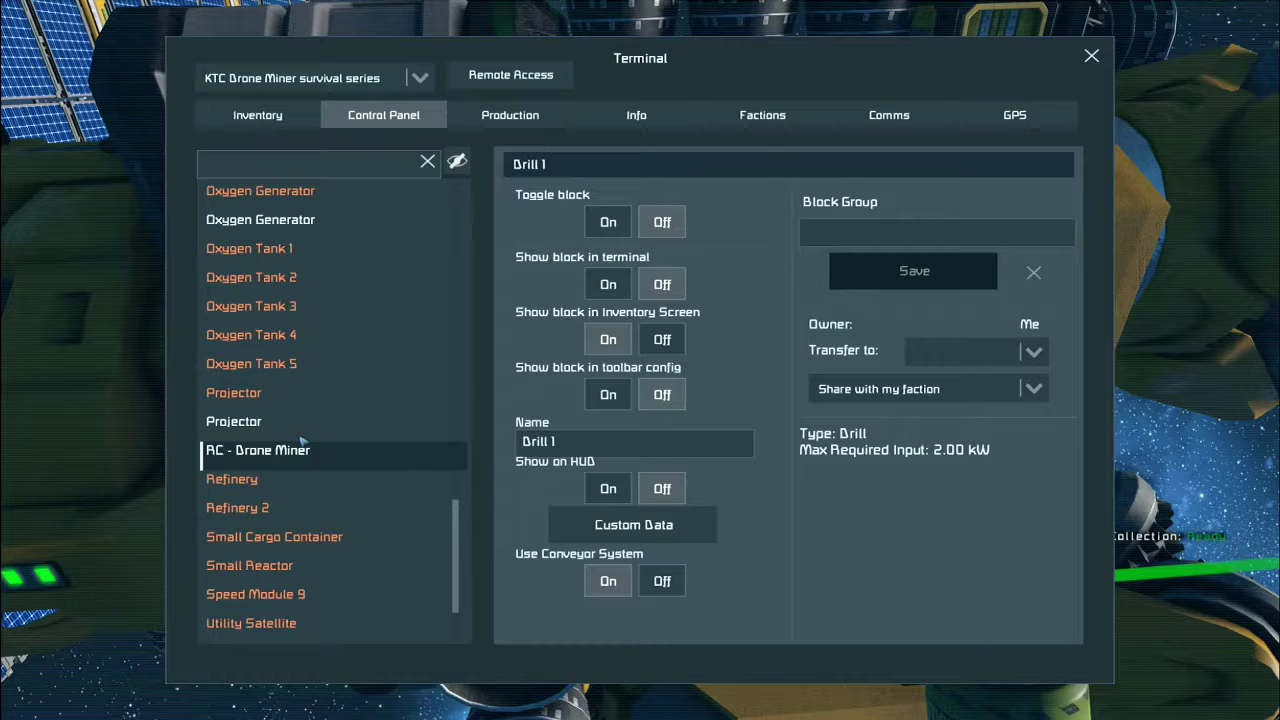 Terminal
KTC Drone Miner survival series
Remote Access
Inventory
Control Panel
Production
Info
Factions
Comms
GPS
Oxygen Generator
Oxygen Generator
Oxygen Tank 1
Oxygen Tank 2
Oxygen Tank 3
Oxygen Tank 4
Oxygen Tank 5
Projector
Projector
RC - Drone Miner
Refinery
Refinery 2
Small Cargo Container
Small Reactor
Speed Module 9
Utility Satellite
Drill 1
Toggle block
On Off
Show block in terminal
On Off
Show block in Inventory Screen
On Off
Show block in toolbar config
On Off
Name
Drill 1
Show on HUD
On Off
Custom Data
Use Conveyor System
On Off
Block Group
Save
Owner: Me
Transfer to:
Share with my faction
Type: Drill
Max Required Input: 2.00 kW
Collection: Ready